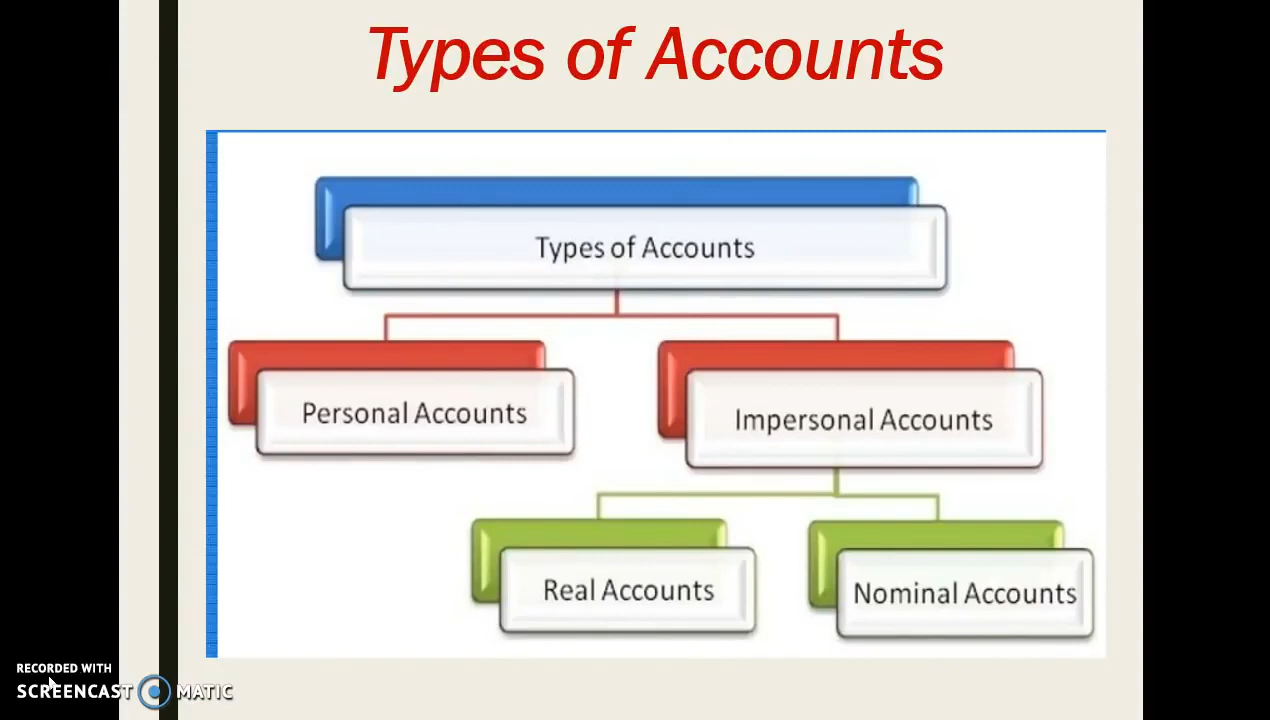 Types of Accounts
Types of Accounts
Personal Accounts
Impersonal Accounts
Real Accounts
Nominal Accounts
RECORDED WITH
SCREENCAST MATIC